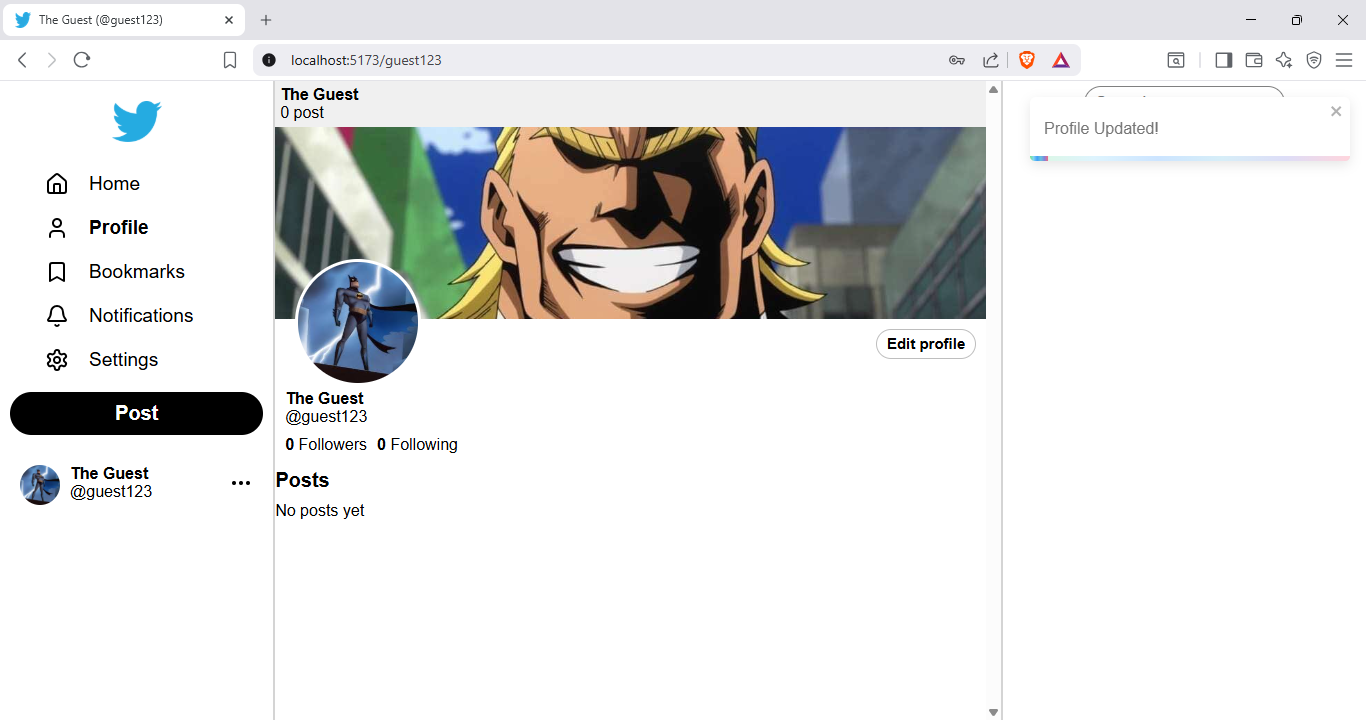 The Guest (@guest123)
localhost:5173/guest123
Home
Profile
Bookmarks
Notifications
Settings
Post
The Guest
@guest123
The Guest
0 post
Edit profile
The Guest
@guest123
0 Followers 0 Following
Posts
No posts yet
Profile Updated!